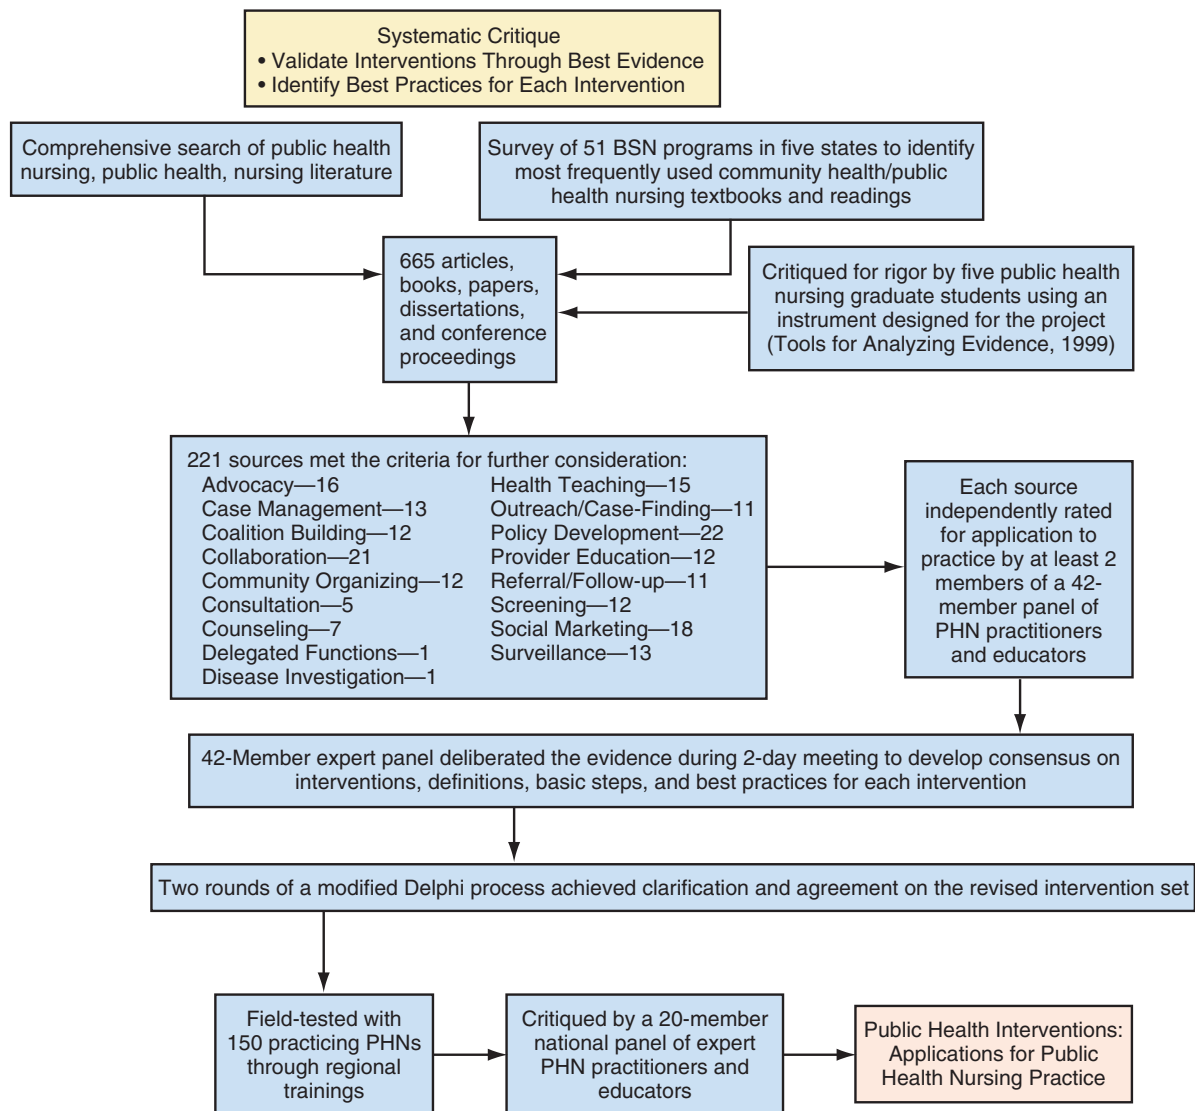 Systematic Critique
• Validate Interventions Through Best Evidence
• Identify Best Practices for Each Intervention
Comprehensive search of public health
nursing, public health, nursing literature
Survey of 51 BSN programs in five states to identify
most frequently used community health/public
health nursing textbooks and readings
665 articles,
books, papers,
dissertations,
and conference
proceedings
Critiqued for rigor by five public health
nursing graduate students using an
instrument designed for the project
(Tools for Analyzing Evidence, 1999)
221 sources met the criteria for further consideration:
Advocacy—16
Case Management—13
Coalition Building—12
Collaboration—21
Community Organizing—12
Consultation—5
Counseling—7
Delegated Functions—1
Disease Investigation—1
Health Teaching—15
Outreach/Case-Finding—11
Policy Development—22
Provider Education—12
Referral/Follow-up—11
Screening—12
Social Marketing—18
Surveillance—13
Each source
independently rated
for application to
practice by at least 2
members of a 42-
member panel of
PHN practitioners
and educators
42-Member expert panel deliberated the evidence during 2-day meeting to develop consensus on
interventions, definitions, basic steps, and best practices for each intervention
Two rounds of a modified Delphi process achieved clarification and agreement on the revised intervention set
Field-tested with
150 practicing PHNs
through regional
trainings
Critiqued by a 20-member
national panel of expert
PHN practitioners and
educators
Public Health Interventions:
Applications for Public
Health Nursing Practice